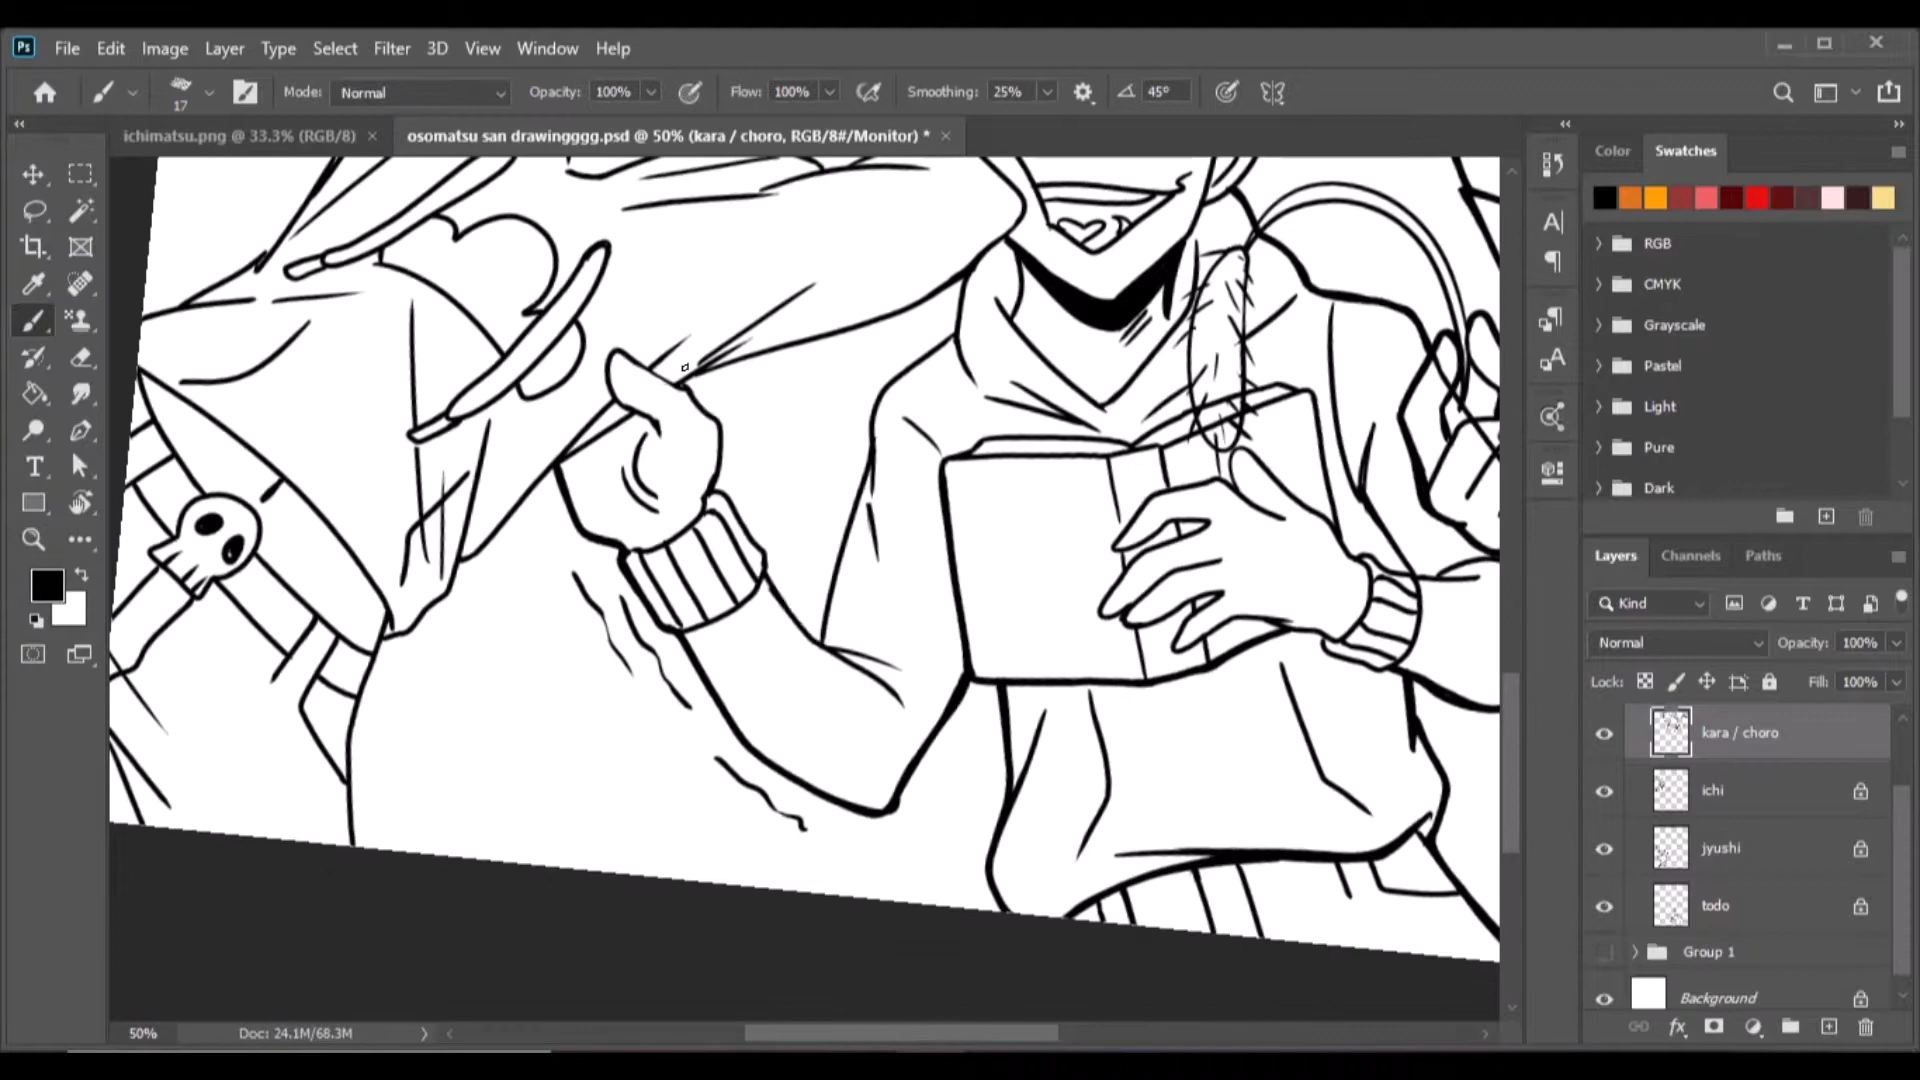 Ps File Edit Image Layer Type Select Filter 3D View Window Help
17 Mode: Normal Opacity: 100% Flow: 100% Smoothing: 25% 45°
ichimatsu.png @ 33.3% (RGB/8) × osomatsu san drawingggg.psd @ 50% (kara / choro, RGB/8#/Monitor) * ×
Color Swatches
RGB
CMYK
Grayscale
Pastel
Light
Pure
Dark
Layers Channels Paths
Kind
Normal Opacity: 100%
Lock: Fill: 100%
kara / choro
ichi
jyushi
todo
Group 1
Background
50% Doc: 24.1M/68.3M